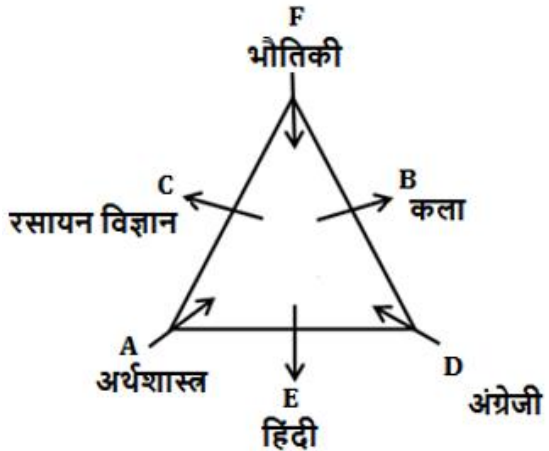 F
भौतिकी
C
रसायन विज्ञान
B
कला
A
अर्थशास्त्र
E
हिंदी
D
अंग्रेजी